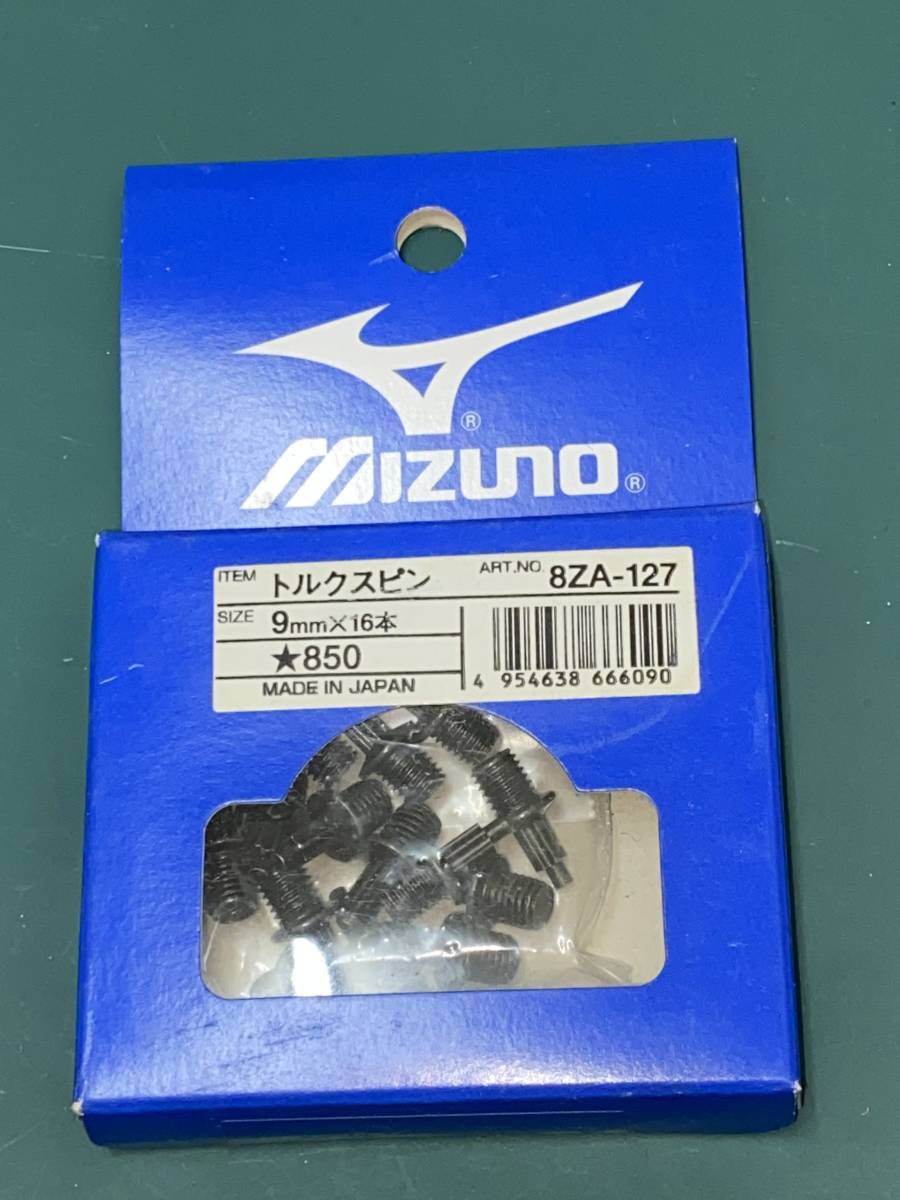 ®
MIZUNO®
ITEM トルクスピン ART.NO. 8ZA-127
SIZE 9mm×16本
★850
MADE IN JAPAN
4 954638 666090